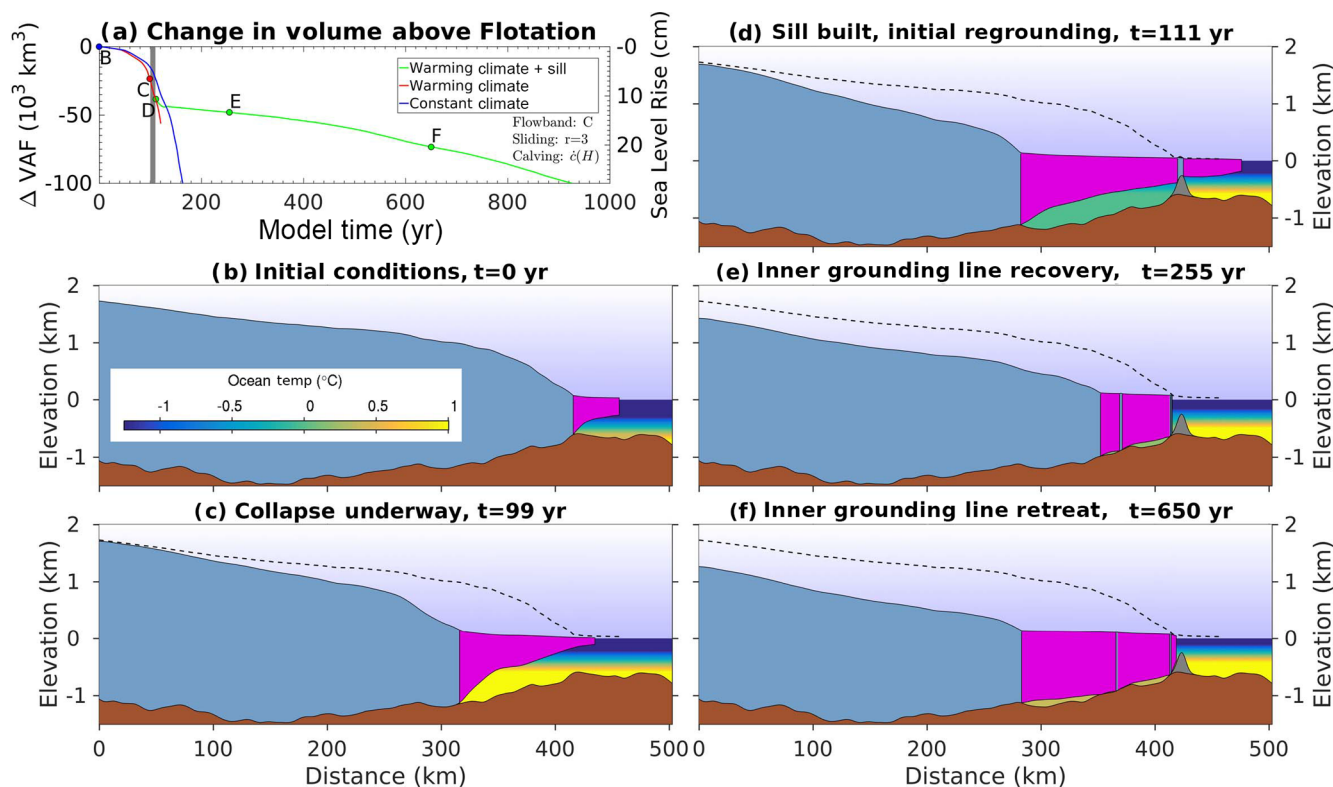 (a) Change in volume above Flotation
Δ VAF (10³ km³)
0
-50
-100
-0
10
20
Sea Level Rise (cm)
B
C
D
E
F
Warming climate + sill
Warming climate
Constant climate
Flowband: C
Sliding: r=3
Calving: ċ(H)
0 200 400 600 800 1000
Model time (yr)
(b) Initial conditions, t=0 yr
Elevation (km)
2
1
0
-1
Ocean temp (°C)
-1 -0.5 0 0.5 1
(c) Collapse underway, t=99 yr
Elevation (km)
2
1
0
-1
0 100 200 300 400 500
Distance (km)
(d) Sill built, initial regrounding, t=111 yr
2
1
0
-1
Elevation (km)
(e) Inner grounding line recovery, t=255 yr
2
1
0
-1
Elevation (km)
(f) Inner grounding line retreat, t=650 yr
2
1
0
-1
Elevation (km)
0 100 200 300 400 500
Distance (km)